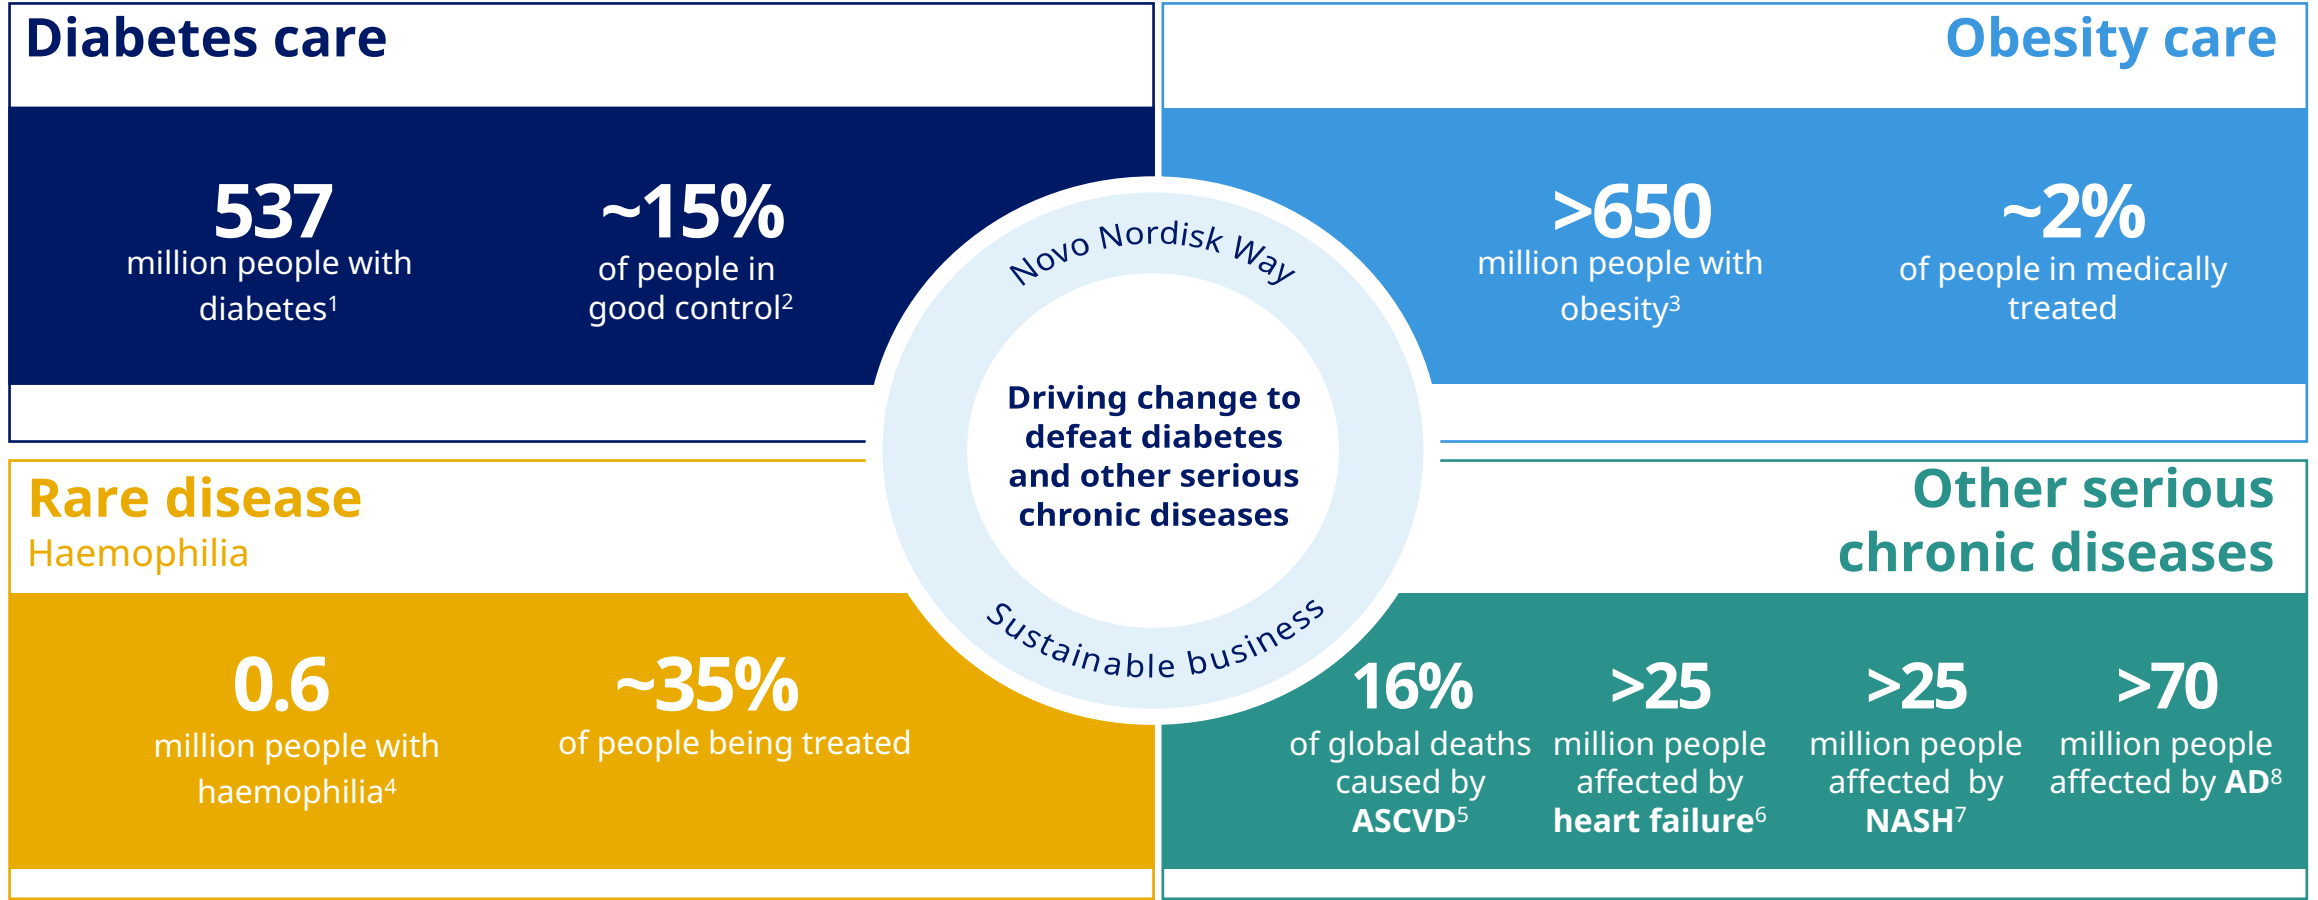 Diabetes care
537
million people with
diabetes1
~15%
of people in
good control2
Obesity care
>650
million people with
obesity3
~2%
of people in medically
treated
Novo Nordisk Way
Driving change to
defeat diabetes
and other serious
chronic diseases
Sustainable business
Rare disease
Haemophilia
0.6
million people with
haemophilia4
~35%
of people being treated
Other serious
chronic diseases
16%
of global deaths
caused by
ASCVD5
>25
million people
affected by
heart failure6
>25
million people
affected  by
NASH7
>70
million people
affected by AD8